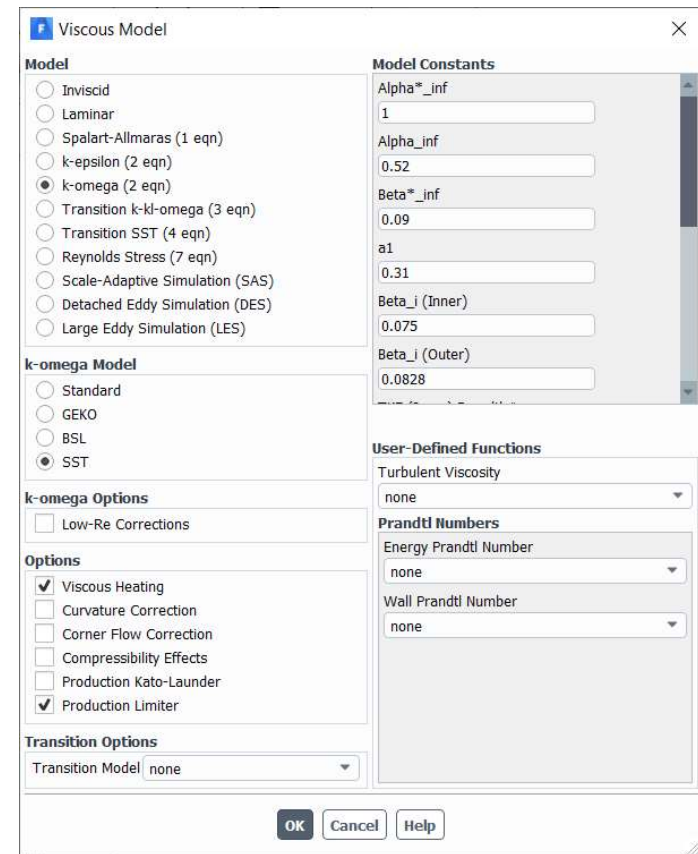 Viscous Model
Model
Inviscid
Laminar
Spalart-Allmaras (1 eqn)
k-epsilon (2 eqn)
k-omega (2 eqn)
Transition k-kl-omega (3 eqn)
Transition SST (4 eqn)
Reynolds Stress (7 eqn)
Scale-Adaptive Simulation (SAS)
Detached Eddy Simulation (DES)
Large Eddy Simulation (LES)
k-omega Model
Standard
GEKO
BSL
SST
k-omega Options
Low-Re Corrections
Options
Viscous Heating
Curvature Correction
Corner Flow Correction
Compressibility Effects
Production Kato-Launder
Production Limiter
Transition Options
Transition Model none
Model Constants
Alpha*_inf
1
Alpha_inf
0.52
Beta*_inf
0.09
a1
0.31
Beta_i (Inner)
0.075
Beta_i (Outer)
0.0828
User-Defined Functions
Turbulent Viscosity
none
Prandtl Numbers
Energy Prandtl Number
none
Wall Prandtl Number
none
OK Cancel Help